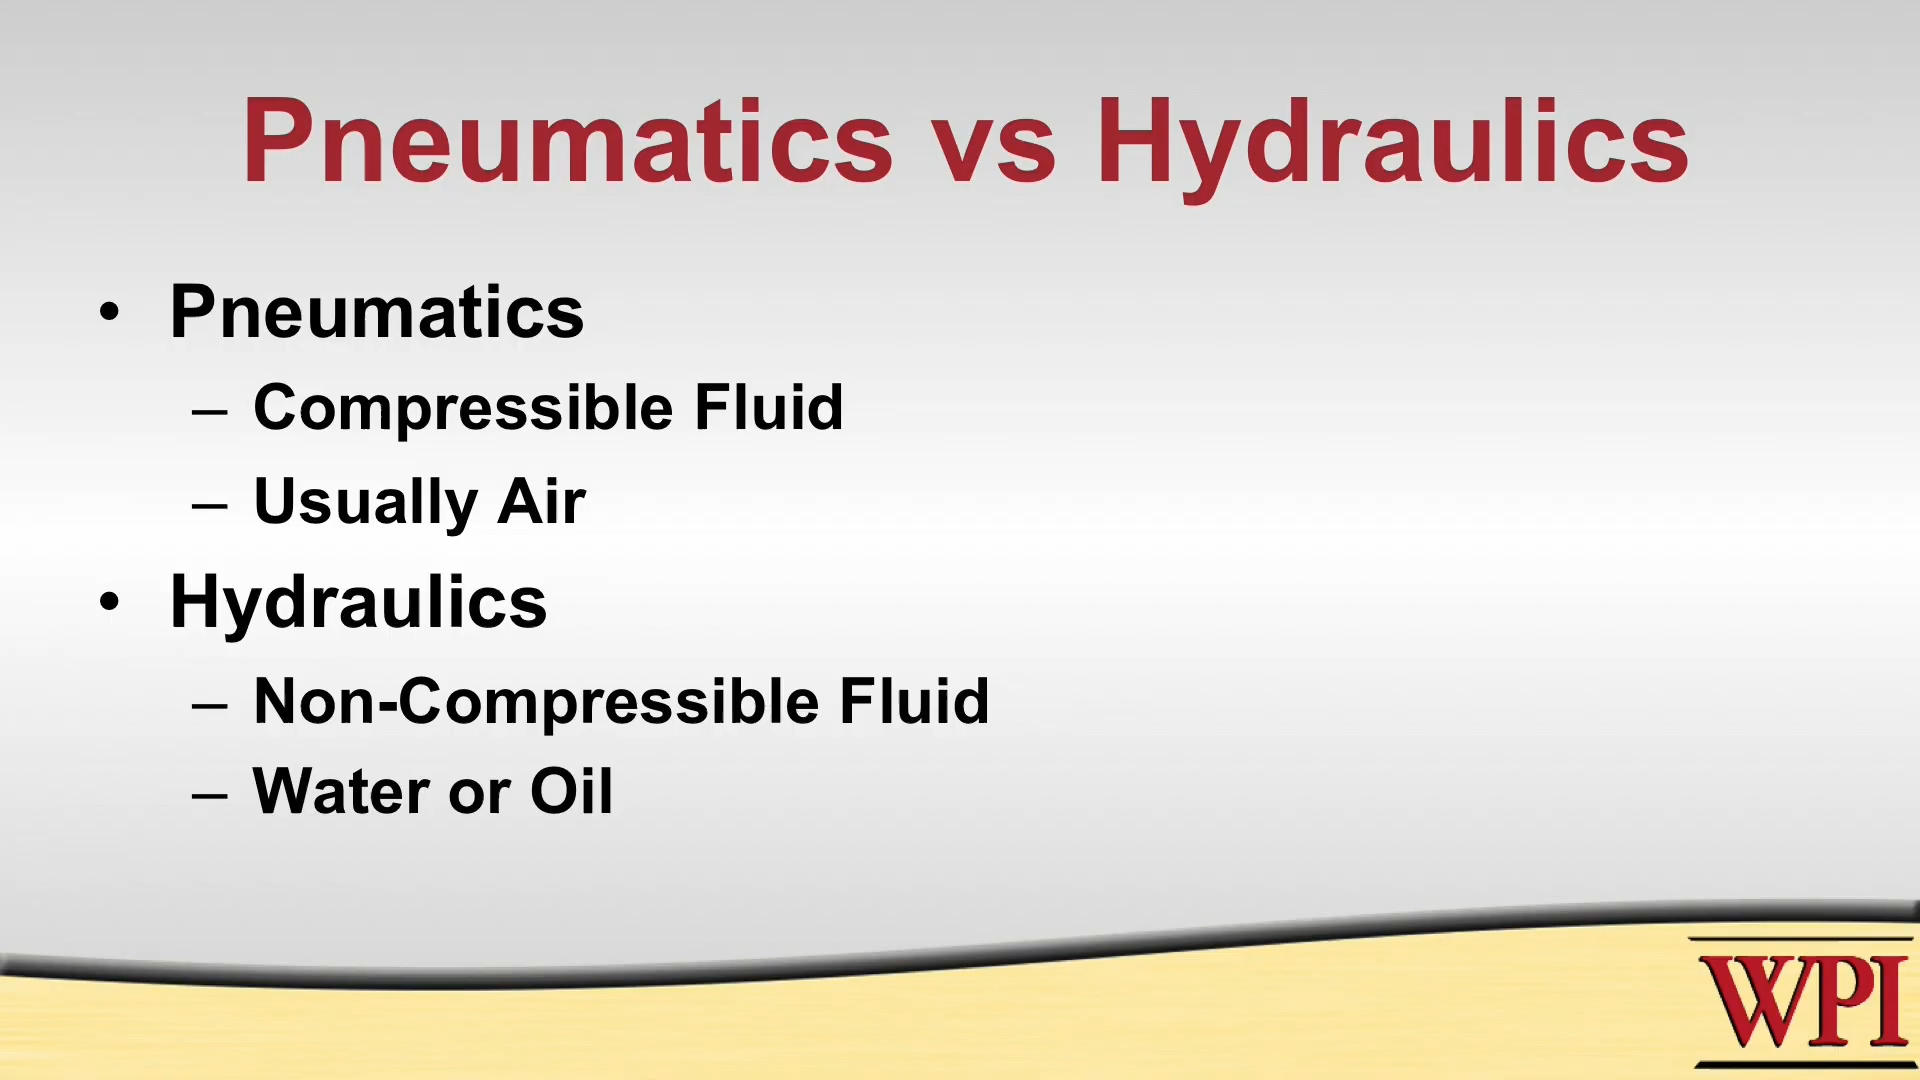 Pneumatics vs Hydraulics
• Pneumatics
– Compressible Fluid
– Usually Air
• Hydraulics
– Non-Compressible Fluid
– Water or Oil
WPI